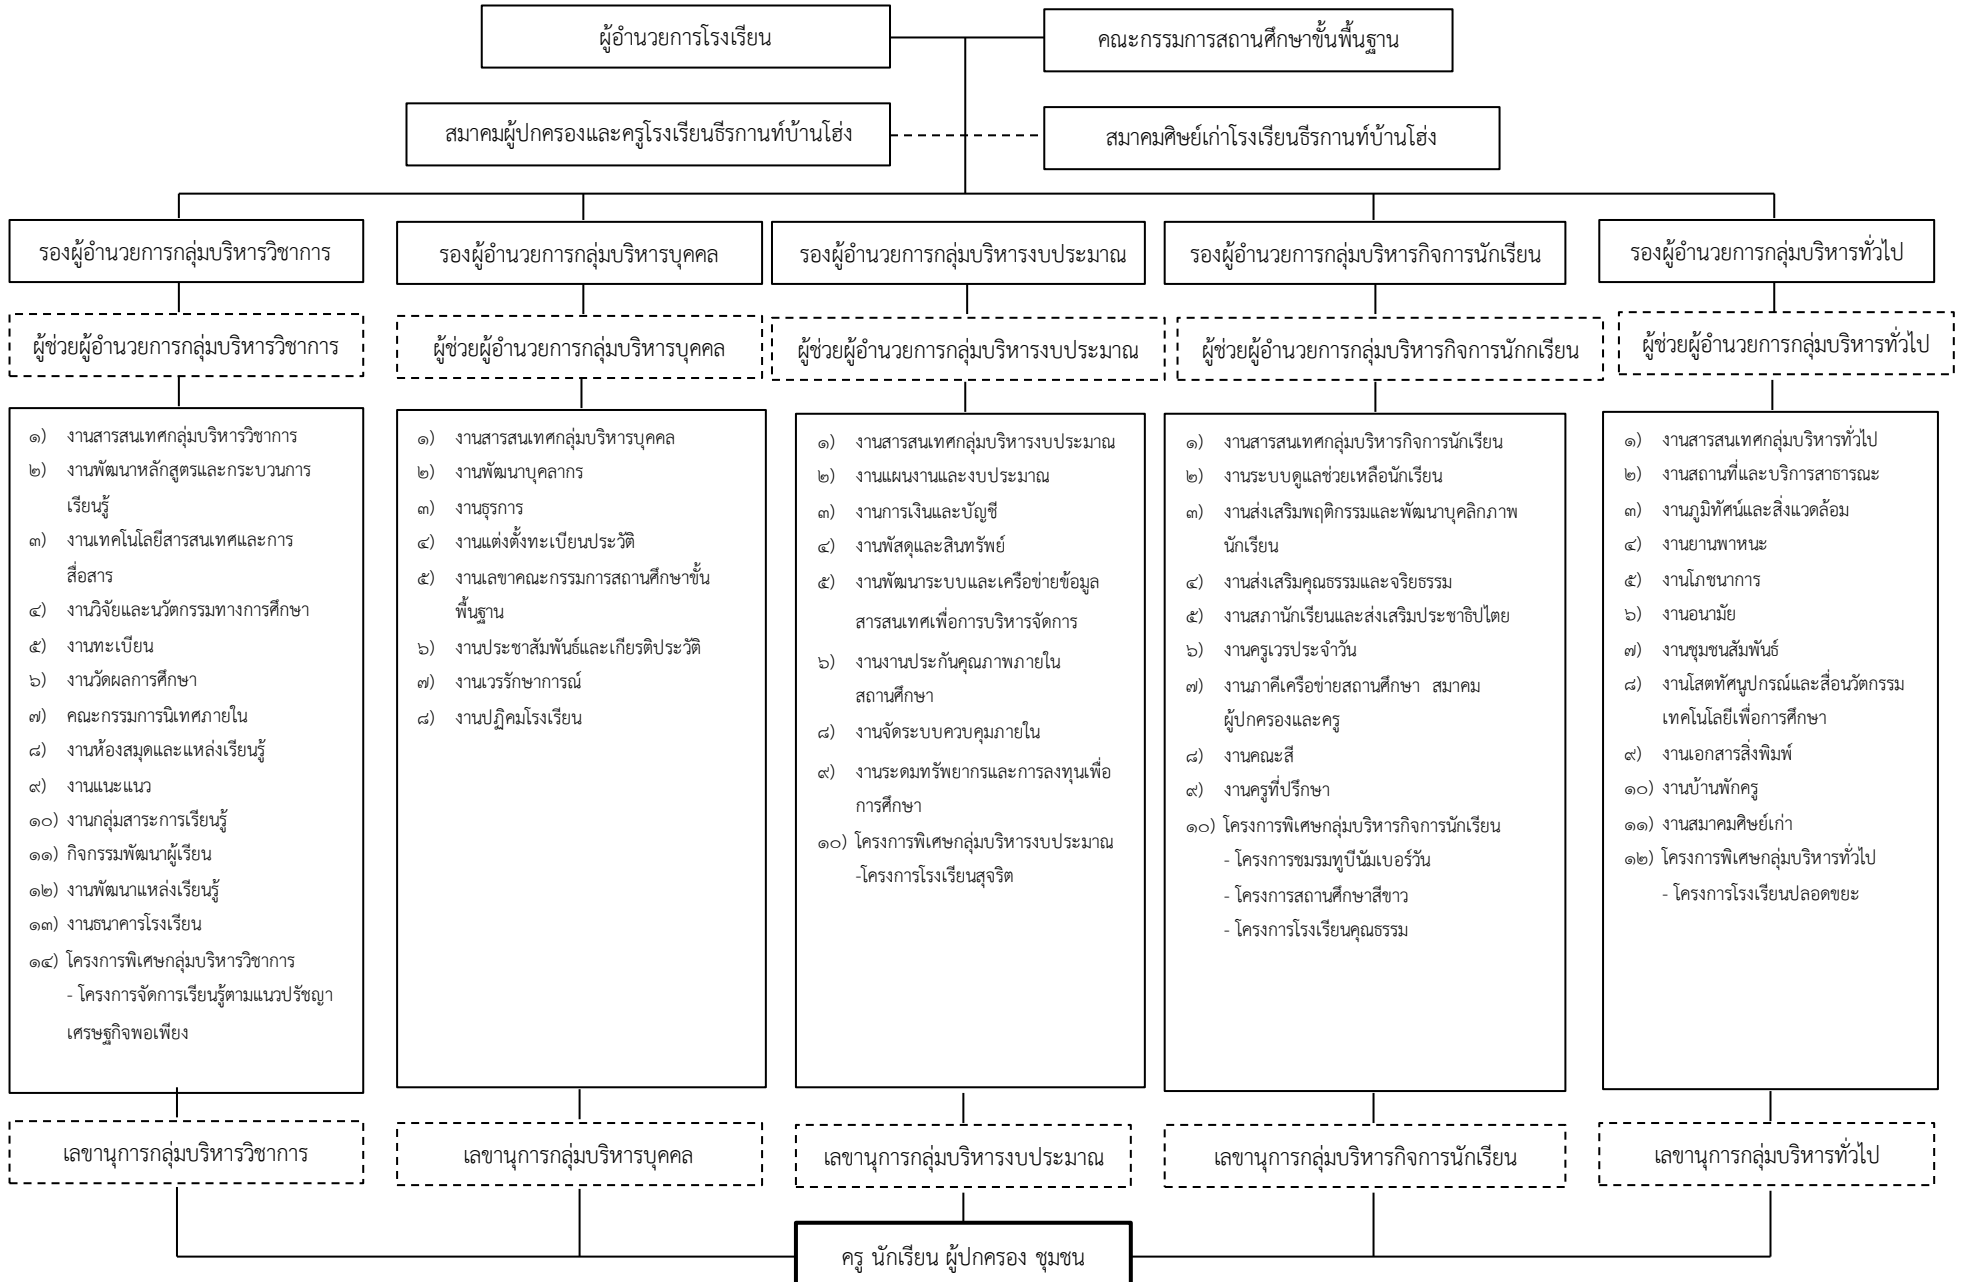 ผู้อำนวยการโรงเรียน
คณะกรรมการสถานศึกษาขั้นพื้นฐาน
สมาคมผู้ปกครองและครูโรงเรียนธีรกานท์บ้านโฮ่ง
สมาคมศิษย์เก่าโรงเรียนธีรกานท์บ้านโฮ่ง
รองผู้อำนวยการกลุ่มบริหารวิชาการ
รองผู้อำนวยการกลุ่มบริหารบุคคล
รองผู้อำนวยการกลุ่มบริหารงบประมาณ
รองผู้อำนวยการกลุ่มบริหารกิจการนักเรียน
รองผู้อำนวยการกลุ่มบริหารทั่วไป
ผู้ช่วยผู้อำนวยการกลุ่มบริหารวิชาการ
ผู้ช่วยผู้อำนวยการกลุ่มบริหารบุคคล
ผู้ช่วยผู้อำนวยการกลุ่มบริหารงบประมาณ
ผู้ช่วยผู้อำนวยการกลุ่มบริหารกิจการนักกเรียน
ผู้ช่วยผู้อำนวยการกลุ่มบริหารทั่วไป
๑) งานสารสนเทศกลุ่มบริหารวิชาการ
๒) งานพัฒนาหลักสูตรและกระบวนการ
เรียนรู้
๓) งานเทคโนโลยีสารสนเทศและการ
สื่อสาร
๔) งานวิจัยและนวัตกรรมทางการศึกษา
๕) งานทะเบียน
๖) งานวัดผลการศึกษา
๗) คณะกรรมการนิเทศภายใน
๘) งานห้องสมุดและแหล่งเรียนรู้
๙) งานแนะแนว
๑๐) งานกลุ่มสาระการเรียนรู้
๑๑) กิจกรรมพัฒนาผู้เรียน
๑๒) งานพัฒนาแหล่งเรียนรู้
๑๓) งานธนาคารโรงเรียน
๑๔) โครงการพิเศษกลุ่มบริหารวิชาการ
- โครงการจัดการเรียนรู้ตามแนวปรัชญา
เศรษฐกิจพอเพียง
๑) งานสารสนเทศกลุ่มบริหารบุคคล
๒) งานพัฒนาบุคลากร
๓) งานธุรการ
๔) งานแต่งตั้งทะเบียนประวัติ
๕) งานเลขาคณะกรรมการสถานศึกษาขั้น
พื้นฐาน
๖) งานประชาสัมพันธ์และเกียรติประวัติ
๗) งานเวรรักษาการณ์
๘) งานปฏิคมโรงเรียน
๑) งานสารสนเทศกลุ่มบริหารงบประมาณ
๒) งานแผนงานและงบประมาณ
๓) งานการเงินและบัญชี
๔) งานพัสดุและสินทรัพย์
๕) งานพัฒนาระบบและเครือข่ายข้อมูล
สารสนเทศเพื่อการบริหารจัดการ
๖) งานงานประกันคุณภาพภายใน
สถานศึกษา
๘) งานจัดระบบควบคุมภายใน
๙) งานระดมทรัพยากรและการลงทุนเพื่อ
การศึกษา
๑๐) โครงการพิเศษกลุ่มบริหารงบประมาณ
-โครงการโรงเรียนสุจริต
๑) งานสารสนเทศกลุ่มบริหารกิจการนักเรียน
๒) งานระบบดูแลช่วยเหลือนักเรียน
๓) งานส่งเสริมพฤติกรรมและพัฒนาบุคลิกภาพ
นักเรียน
๔) งานส่งเสริมคุณธรรมและจริยธรรม
๕) งานสภานักเรียนและส่งเสริมประชาธิปไตย
๖) งานครูเวรประจำวัน
๗) งานภาคีเครือข่ายสถานศึกษา สมาคม
ผู้ปกครองและครู
๘) งานคณะสี
๙) งานครูที่ปรึกษา
๑๐) โครงการพิเศษกลุ่มบริหารกิจการนักเรียน
- โครงการชมรมทูบีนัมเบอร์วัน
- โครงการสถานศึกษาสีขาว
- โครงการโรงเรียนคุณธรรม
๑) งานสารสนเทศกลุ่มบริหารทั่วไป
๒) งานสถานที่และบริการสาธารณะ
๓) งานภูมิทัศน์และสิ่งแวดล้อม
๔) งานยานพาหนะ
๕) งานโภชนาการ
๖) งานอนามัย
๗) งานชุมชนสัมพันธ์
๘) งานโสตทัศนูปกรณ์และสื่อนวัตกรรม
เทคโนโลยีเพื่อการศึกษา
๙) งานเอกสารสิ่งพิมพ์
๑๐) งานบ้านพักครู
๑๑) งานสมาคมศิษย์เก่า
๑๒) โครงการพิเศษกลุ่มบริหารทั่วไป
- โครงการโรงเรียนปลอดขยะ
เลขานุการกลุ่มบริหารวิชาการ
เลขานุการกลุ่มบริหารบุคคล
เลขานุการกลุ่มบริหารงบประมาณ
เลขานุการกลุ่มบริหารกิจการนักเรียน
เลขานุการกลุ่มบริหารทั่วไป
ครู นักเรียน ผู้ปกครอง ชุมชน